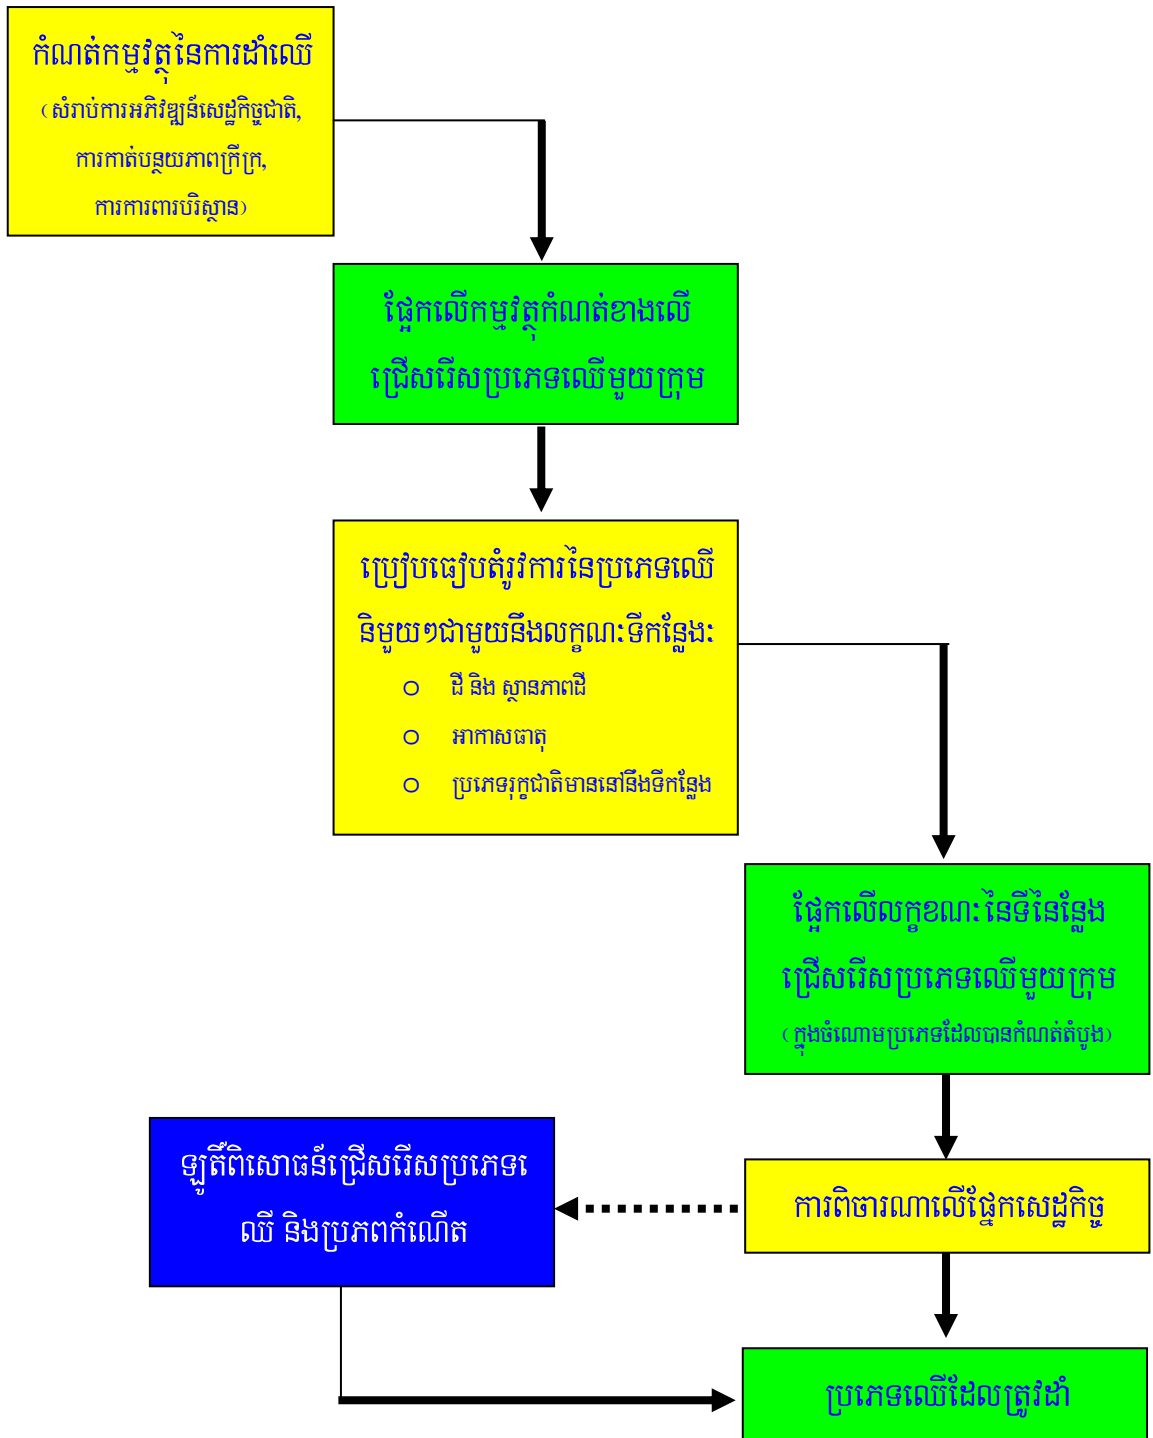 កំណត់កម្មវត្ថុនៃការដាំឈើ
(សំរាប់ការអភិវឌ្ឍន៍សេដ្ឋកិច្ចជាតិ,
ការកាត់បន្ថយភាពក្រីក្រ,
ការការពារបរិស្ថាន)
ផ្អែកលើកម្មវត្ថុកំណត់ខាងលើ
ជ្រើសរើសប្រភេទឈើមួយក្រុម
ប្រៀបធៀបតំរូវការនៃប្រភេទឈើ
និមួយៗជាមួយនឹងលក្ខណៈទីកន្លែងៈ
○ ដី និង ស្ថានភាពដី
○ អាកាសធាតុ
○ ប្រភេទរុក្ខជាតិមាននៅនឹងទីកន្លែង
ផ្អែកលើលក្ខខណៈនៃទីនៃន្លែង
ជ្រើសរើសប្រភេទឈើមួយក្រុម
(ក្នុងចំណោមប្រភេទដែលបានកំណត់តំបូង)
ឡូតិ៍ពិសោធន៍ជ្រើសរើសប្រភេទ​េ
ឈី និងប្រភពកំណើត
ការពិចារណាលើផ្នែកសេដ្ឋកិច្ច
ប្រភេទឈើដែលត្រូវដាំ